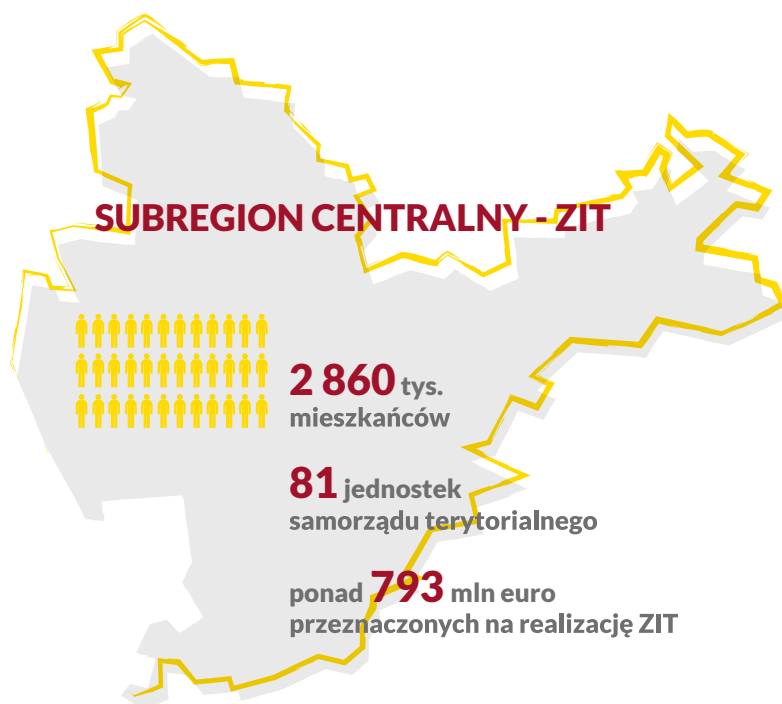 SUBREGION CENTRALNY - ZIT
2 860 tys.
mieszkańców
81 jednostek
samorządu terytorialnego
ponad 793 mln euro
przeznaczonych na realizację ZIT